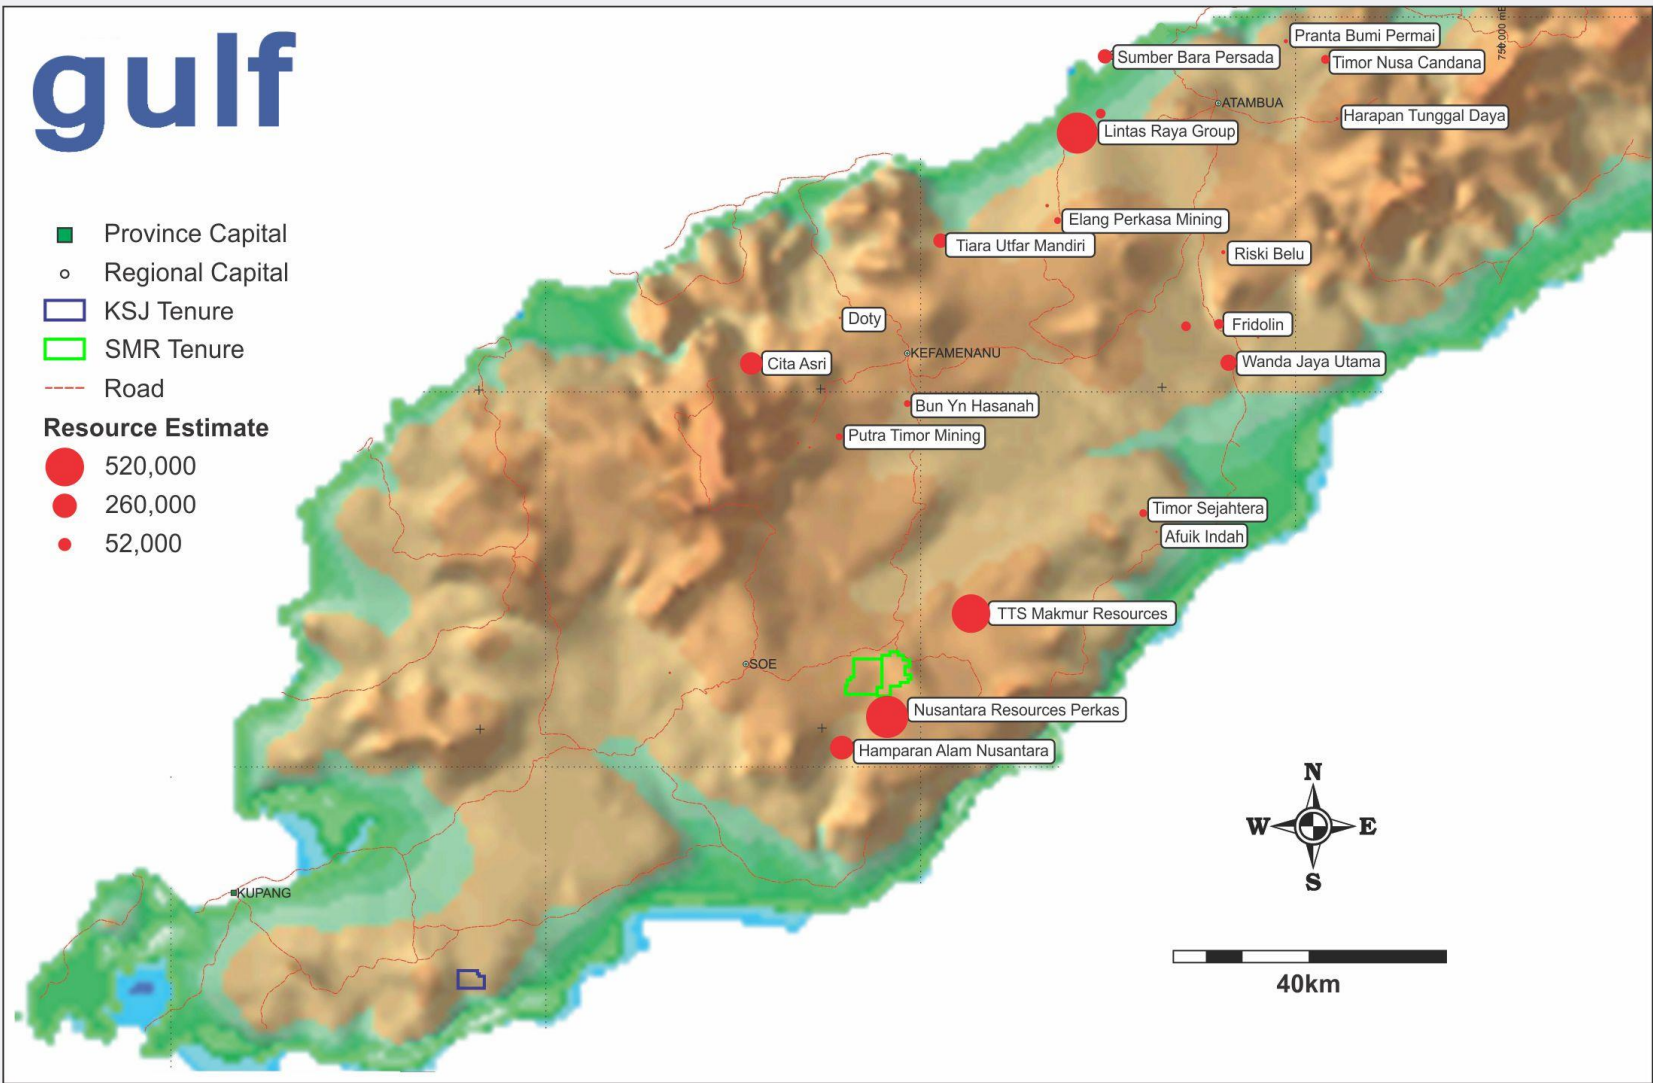 gulf
Province Capital
Regional Capital
KSJ Tenure
SMR Tenure
Road
Resource Estimate
520,000
260,000
52,000
750,000 mE
Pranta Bumi Permai
Sumber Bara Persada
Timor Nusa Candana
ATAMBUA
Harapan Tunggal Daya
Lintas Raya Group
Elang Perkasa Mining
Tiara Utfar Mandiri
Riski Belu
Doty
Fridolin
KEFAMENANU
Cita Asri
Wanda Jaya Utama
Bun Yn Hasanah
Putra Timor Mining
Timor Sejahtera
Afuik Indah
TTS Makmur Resources
SOE
Nusantara Resources Perkas
Hamparan Alam Nusantara
KUPANG
N
W
E
S
40km